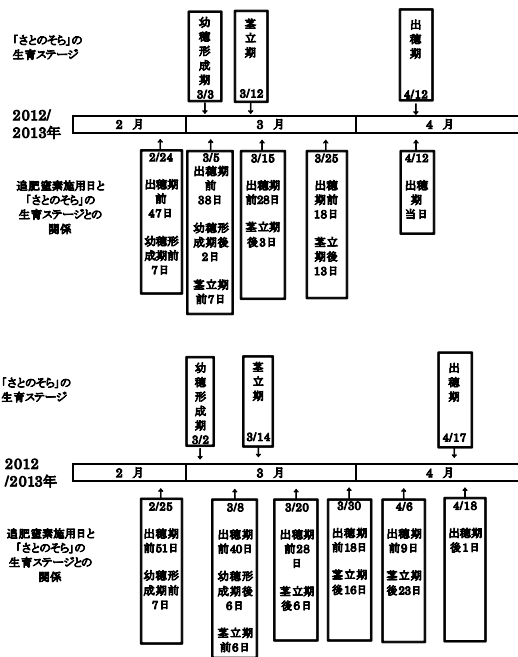 「さとのそら」の
生育ステージ
幼穂形成期
3/3
茎立期
3/12
出穂期
4/12
2012/
2013年
2 月
3 月
4 月
追肥窒素施用日と
「さとのそら」の
生育ステージとの
関係
2/24
出穂期
前
47日
幼穂形
成期前
7日
3/5
出穂期
前
38日
幼穂形
成期後
2日
茎立期
前7日
3/15
出穂期
前28日
茎立期
後3日
3/25
出穂期
前
18日
茎立
期後
13日
4/12
出穂
期
当日
「さとのそら」の
生育ステージ
幼穂形成期
3/2
茎立期
3/14
出穂期
4/17
2012
/2013年
2 月
3 月
4 月
追肥窒素施用日と
「さとのそら」の
生育ステージとの
関係
2/25
出穂期
前51日
幼穂形
成期前
7日
3/8
出穂期
前40日
幼穂形
成期後
6日
茎立期
前6日
3/20
出穂期
前28
日
茎立期
後6日
3/30
出穂期
前18日
茎立期
後16日
4/6
出穂期
前9日
茎立期
後23日
4/18
出穂期
後1日